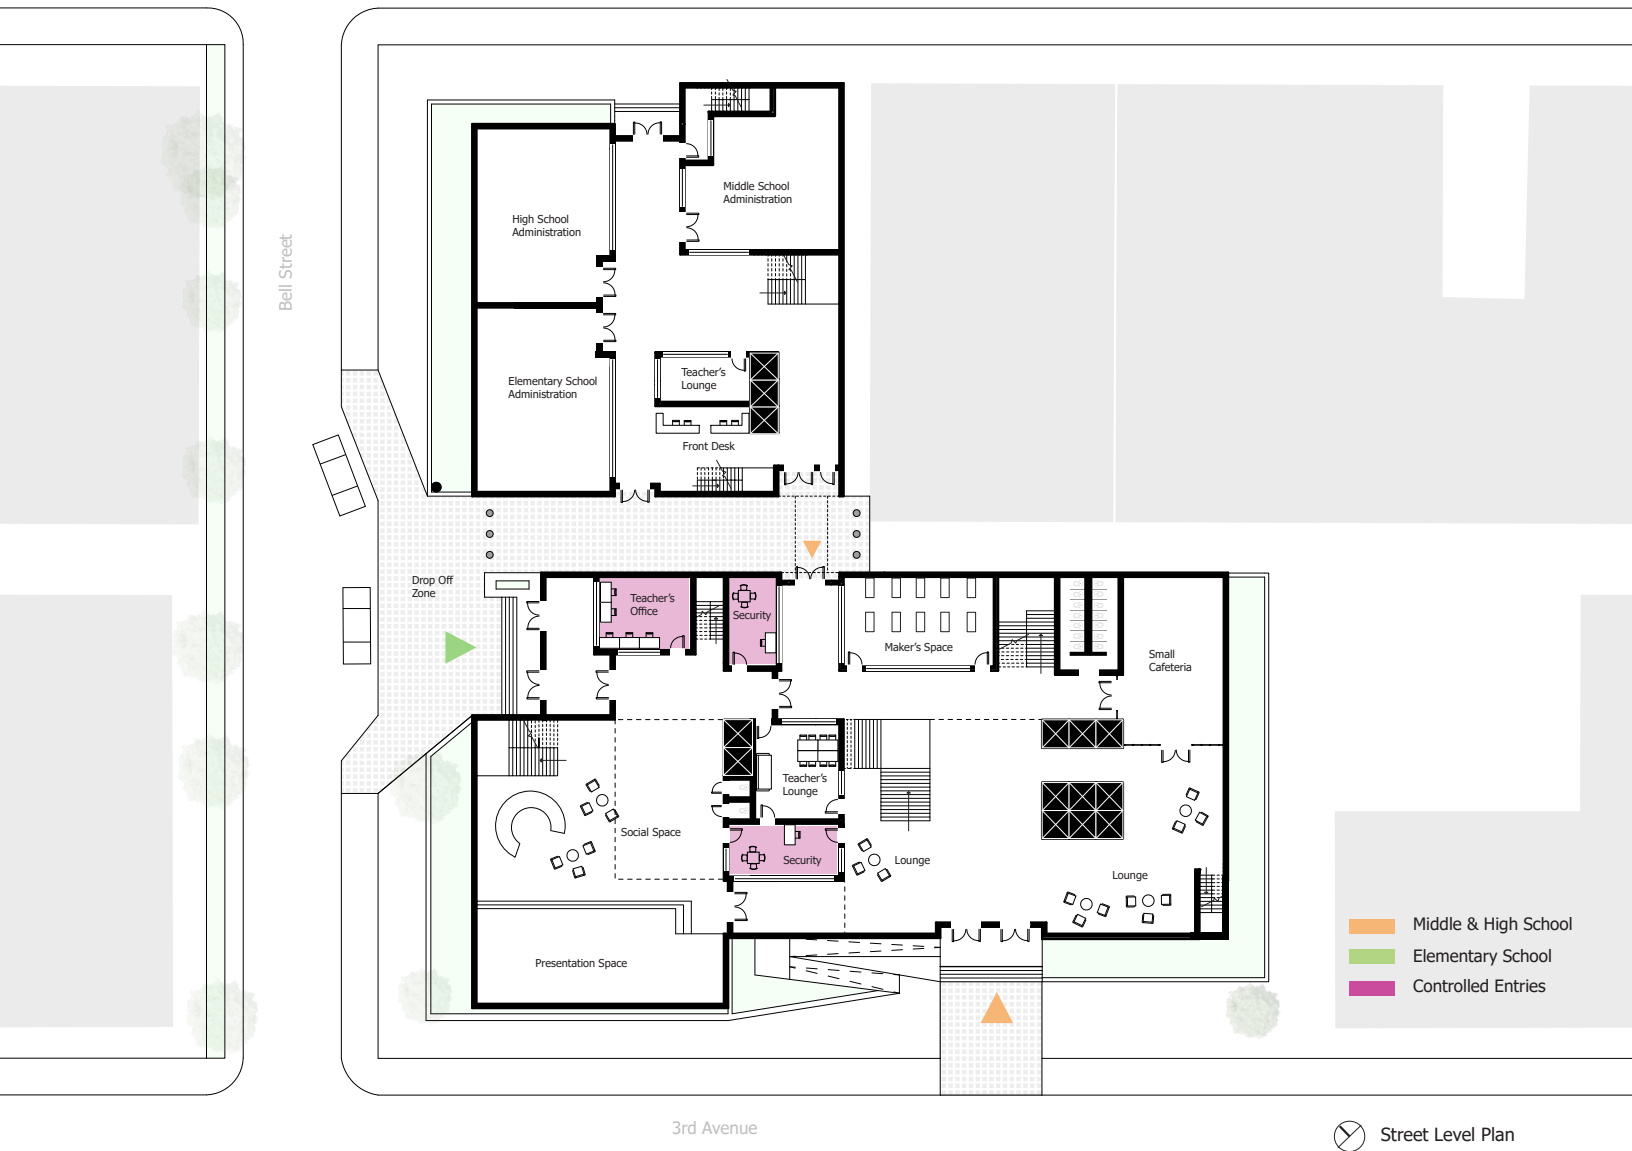 Middle School
Administration
High School
Administration
Bell Street
Teacher's
Lounge
Elementary School
Administration
Front Desk
Drop Off
Zone
Teacher's
Office
Security
Maker's Space
Small
Cafeteria
Teacher's
Lounge
Social Space
Security
Lounge
Lounge
Presentation Space
Middle & High School
Elementary School
Controlled Entries
3rd Avenue
Street Level Plan